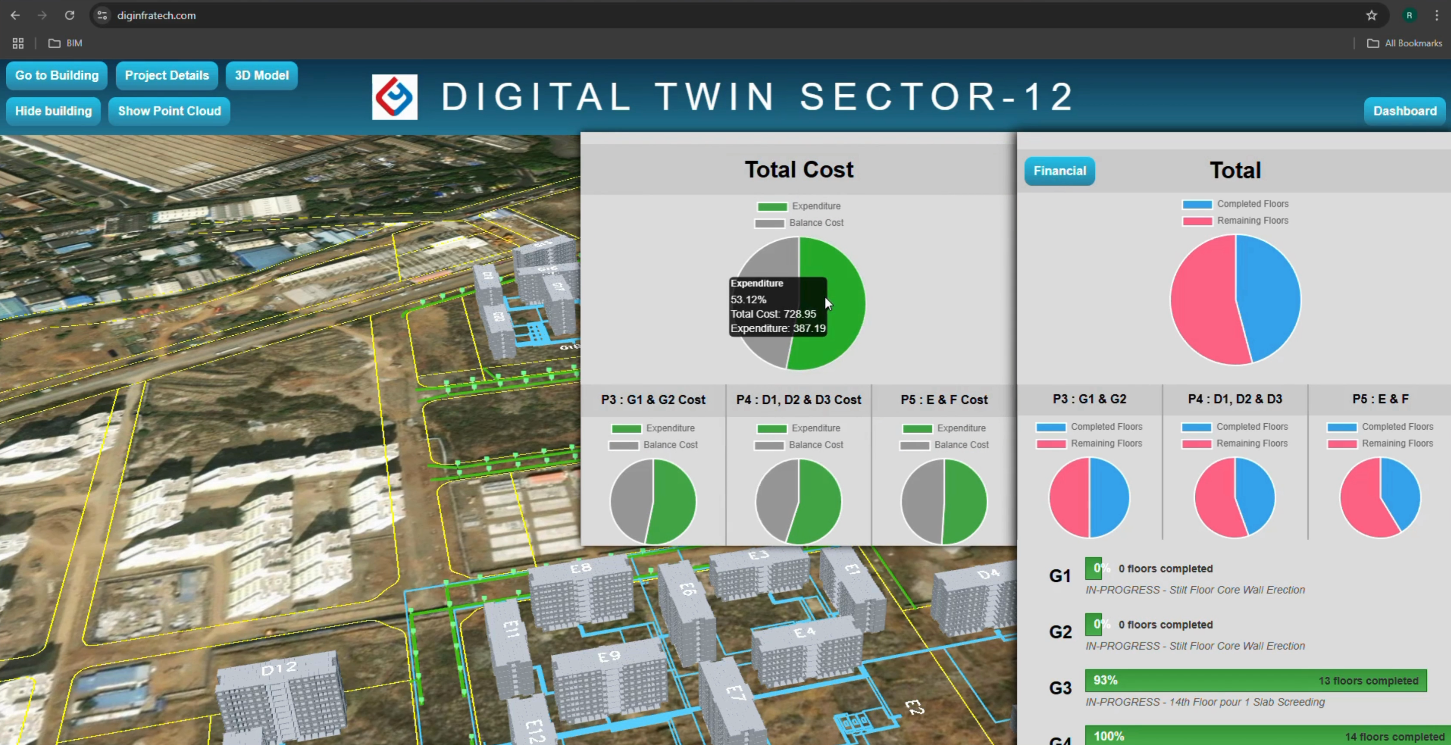 diginfratech.com
R
BIM
All Bookmarks
Go to Building
Project Details
3D Model
Hide building
Show Point Cloud
DIGITAL TWIN SECTOR-12
Dashboard
Total Cost
Expenditure
Balance Cost
Expenditure
53.12%
Total Cost: 728.95
Expenditure: 387.19
P3 : G1 & G2 Cost
Expenditure
Balance Cost
P4 : D1, D2 & D3 Cost
Expenditure
Balance Cost
P5 : E & F Cost
Expenditure
Balance Cost
Financial
Total
Completed Floors
Remaining Floors
P3 : G1 & G2
Completed Floors
Remaining Floors
P4 : D1, D2 & D3
Completed Floors
Remaining Floors
P5 : E & F
Completed Floors
Remaining Floors
G1
0%
0 floors completed
IN-PROGRESS - Stilt Floor Core Wall Erection
G2
0%
0 floors completed
IN-PROGRESS - Stilt Floor Core Wall Erection
G3
93%
13 floors completed
IN-PROGRESS - 14th Floor pour 1 Slab Screeding
G4
100%
14 floors completed
E8
E3
E1
D4
E6
E11
E4
E9
D12
E7
E2
E12